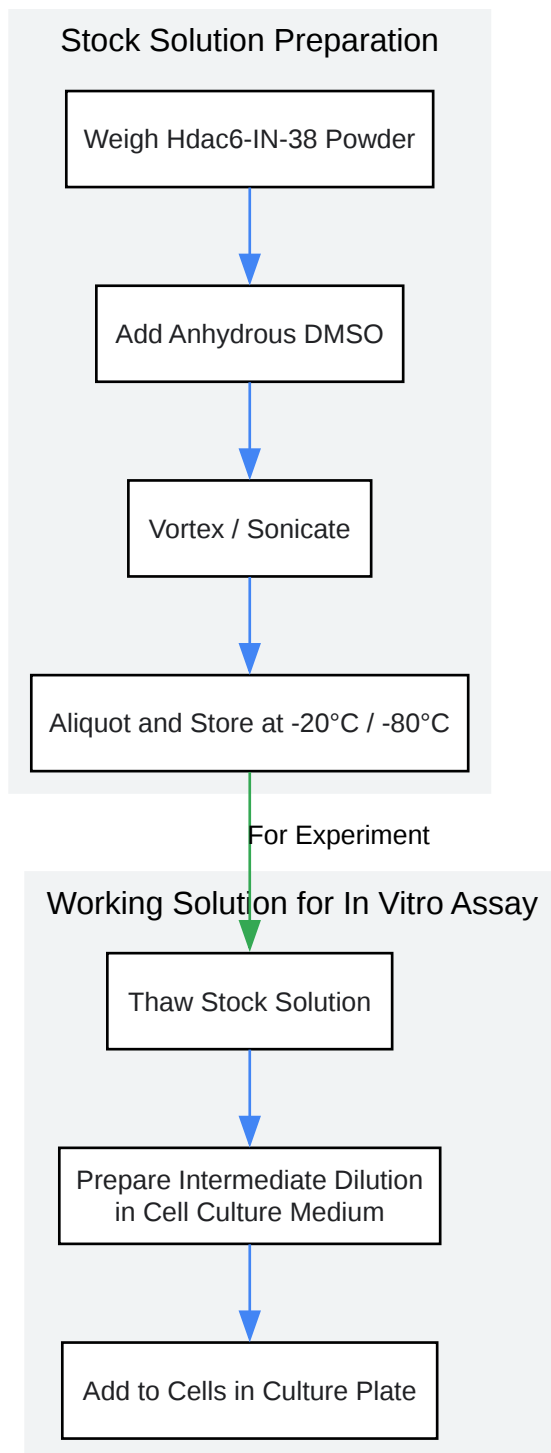 Stock Solution Preparation
Weigh Hdac6-IN-38 Powder
Add Anhydrous DMSO
Vortex / Sonicate
Aliquot and Store at -20°C / -80°C
For Experiment
Working Solution for In Vitro Assay
Thaw Stock Solution
Prepare Intermediate Dilution
in Cell Culture Medium
Add to Cells in Culture Plate